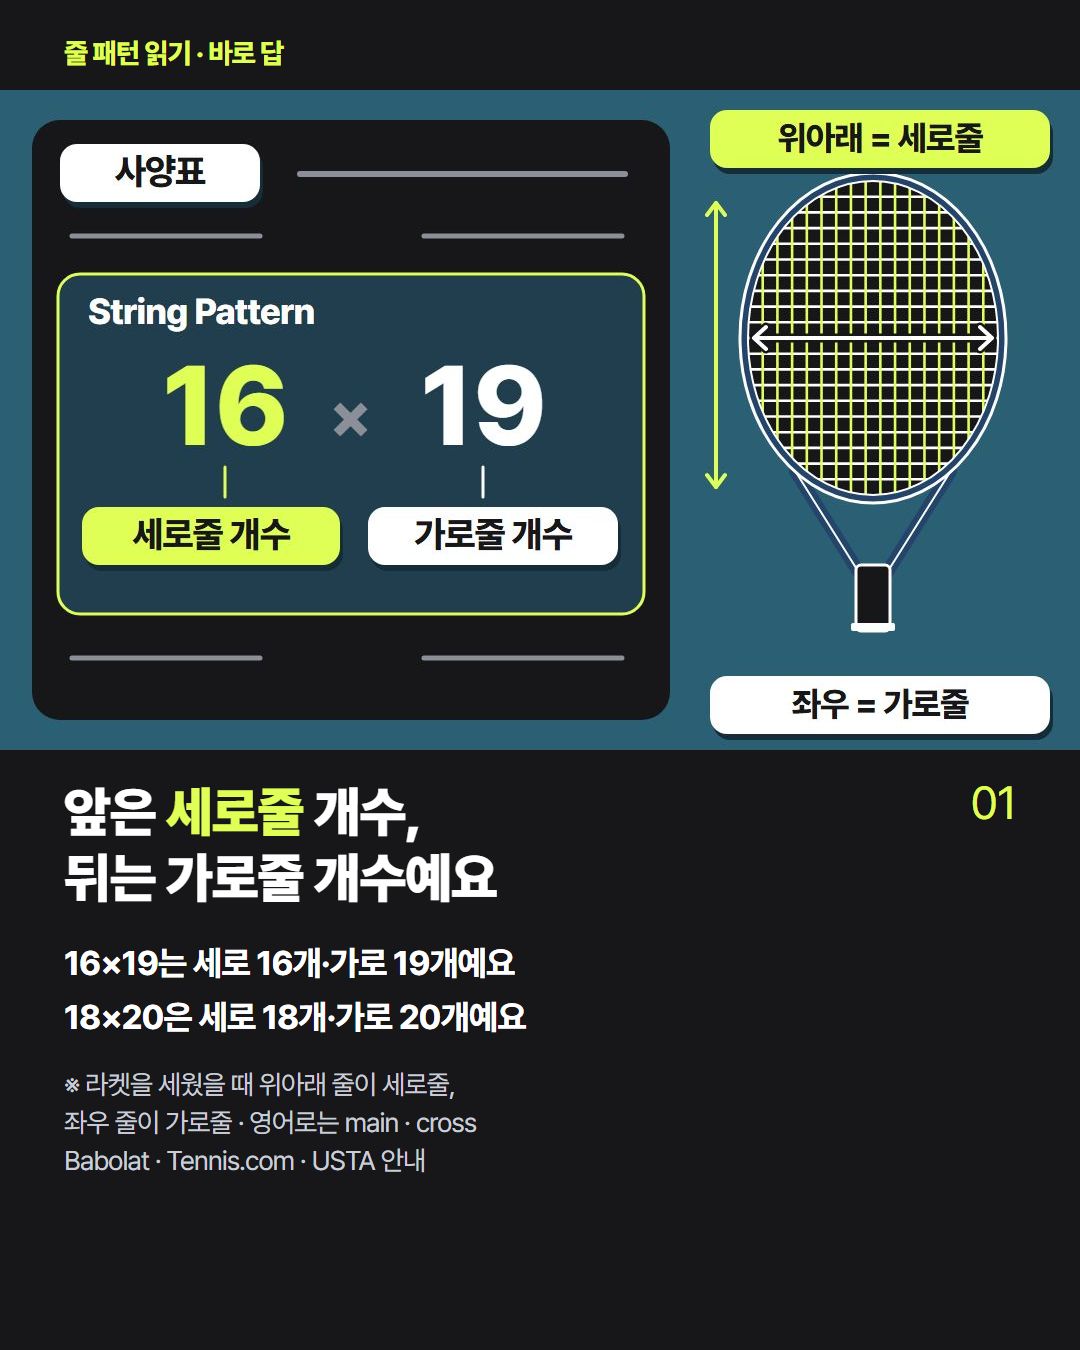 줄 패턴 읽기 · 바로 답
사양표
String Pattern
16 × 19
세로줄 개수
가로줄 개수
위아래 = 세로줄
좌우 = 가로줄
앞은 세로줄 개수,
뒤는 가로줄 개수예요
01
16×19는 세로 16개·가로 19개예요
18×20은 세로 18개·가로 20개예요
※ 라켓을 세웠을 때 위아래 줄이 세로줄,
좌우 줄이 가로줄 · 영어로는 main · cross
Babolat · Tennis.com · USTA 안내